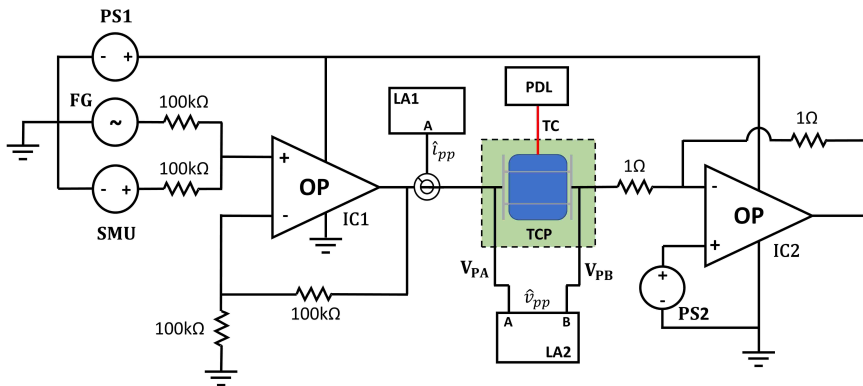 PS1
- +
FG
100kΩ
~
100kΩ
- +
SMU
+
OP
-
IC1
100kΩ
100kΩ
LA1
A
î_pp
PDL
TC
TCP
V_PA
V_PB
v̂_pp
A B
LA2
1Ω
1Ω
-
OP
+
IC2
+
-
PS2